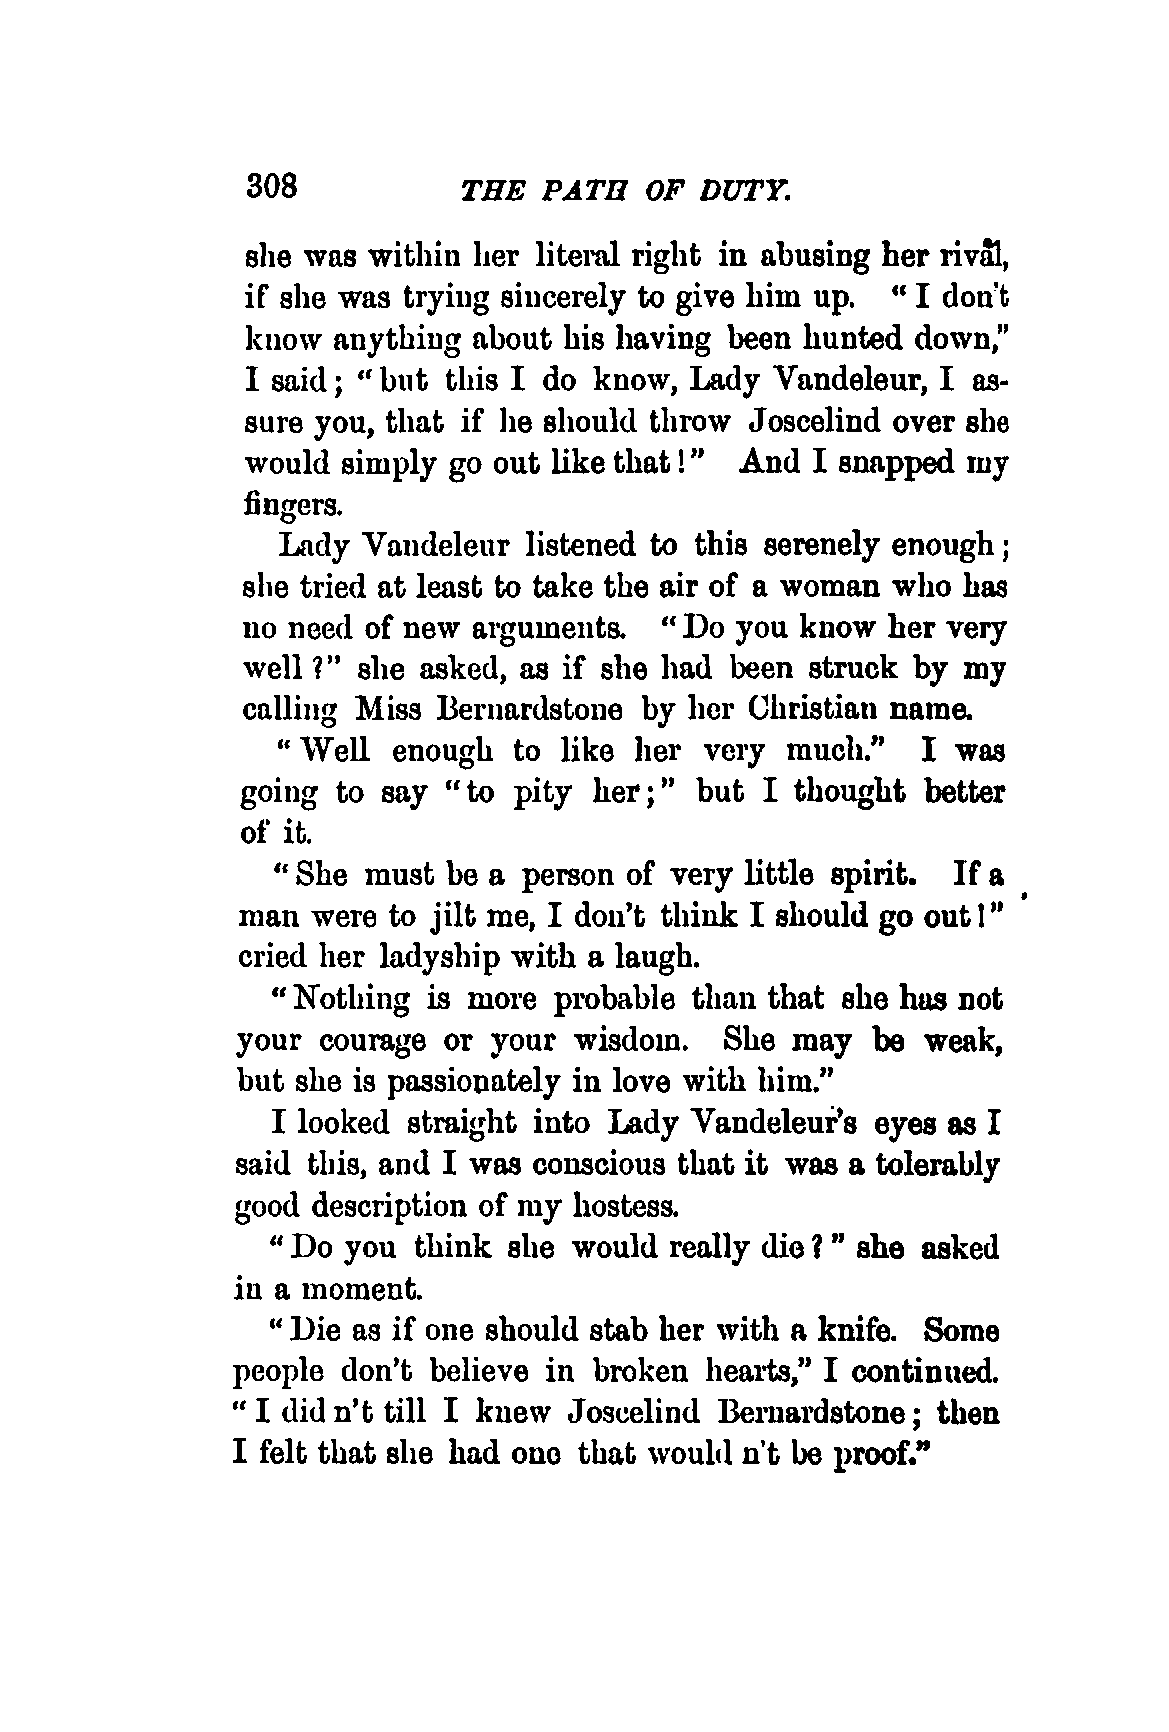 308 THE PATH OF DUTY.
she was within her literal right in abusing her rival,
if she was trying sincerely to give him up. "I don't
know anything about his having been hunted down,"
I said; "but this I do know, Lady Vandeleur, I as-
sure you, that if he should throw Joscelind over she
would simply go out like that!" And I snapped my
fingers.
Lady Vandeleur listened to this serenely enough;
she tried at least to take the air of a woman who has
no need of new arguments. "Do you know her very
well?" she asked, as if she had been struck by my
calling Miss Bernardstone by her Christian name.
"Well enough to like her very much." I was
going to say "to pity her;" but I thought better
of it.
"She must be a person of very little spirit. If a
man were to jilt me, I don't think I should go out!"
cried her ladyship with a laugh.
"Nothing is more probable than that she has not
your courage or your wisdom. She may be weak,
but she is passionately in love with him."
I looked straight into Lady Vandeleur's eyes as I
said this, and I was conscious that it was a tolerably
good description of my hostess.
"Do you think she would really die?" she asked
in a moment.
"Die as if one should stab her with a knife. Some
people don't believe in broken hearts," I continued.
"I did n't till I knew Joscelind Bernardstone; then
I felt that she had one that would n't be proof."